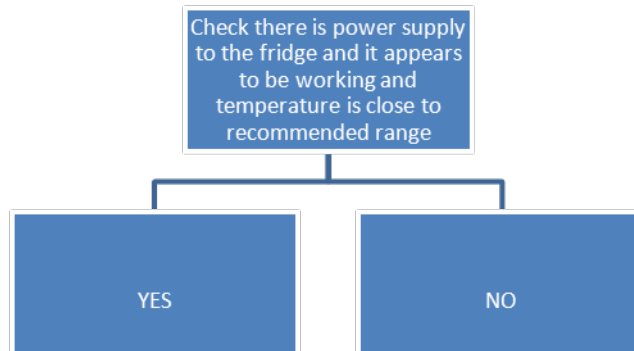 Check there is power supply
to the fridge and it appears
to be working and
temperature is close to
recommended range
YES
NO